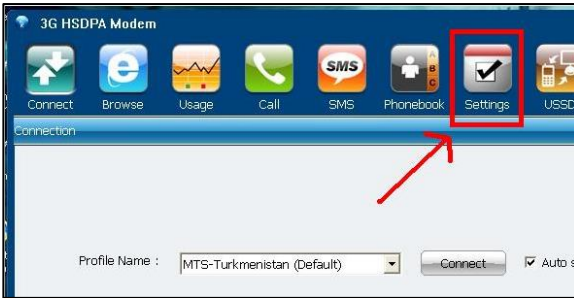 3G HSDPA Modem
SMS
A
B
C
Connect Browse Usage Call SMS Phonebook Settings USSD
Connection
Profile Name : MTS-Turkmenistan (Default) Connect Auto s